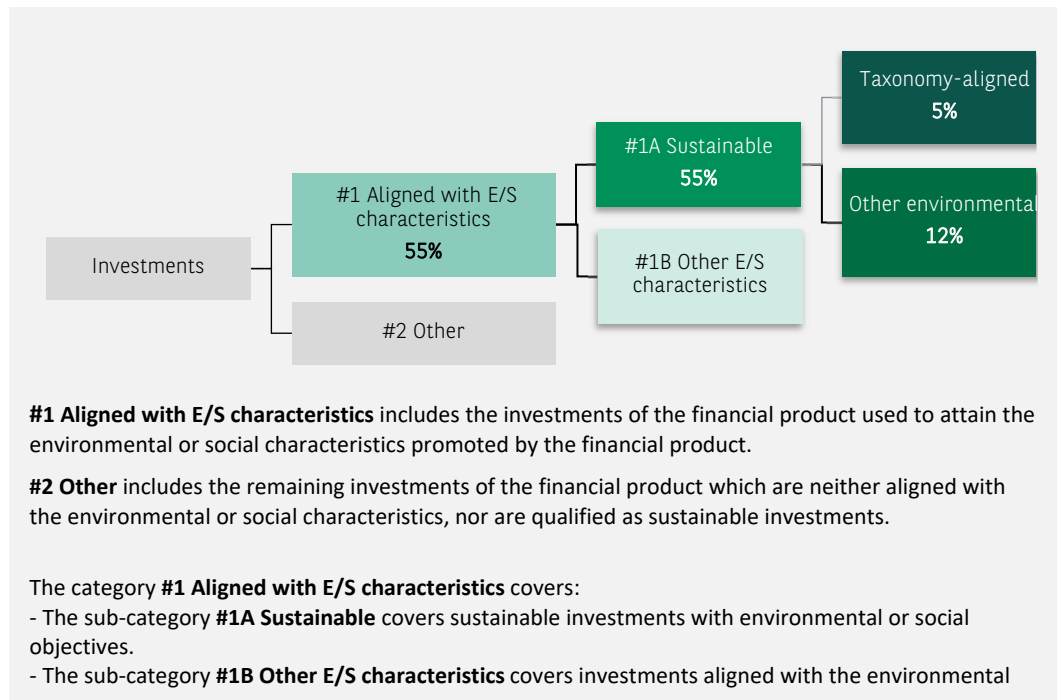 Taxonomy-aligned
5%
#1A Sustainable
55%
#1 Aligned with E/S
characteristics
55%
Other environmental
12%
Investments
#1B Other E/S
characteristics
#2 Other
#1 Aligned with E/S characteristics includes the investments of the financial product used to attain the
environmental or social characteristics promoted by the financial product.
#2 Other includes the remaining investments of the financial product which are neither aligned with
the environmental or social characteristics, nor are qualified as sustainable investments.
The category #1 Aligned with E/S characteristics covers:
- The sub-category #1A Sustainable covers sustainable investments with environmental or social
objectives.
- The sub-category #1B Other E/S characteristics covers investments aligned with the environmental